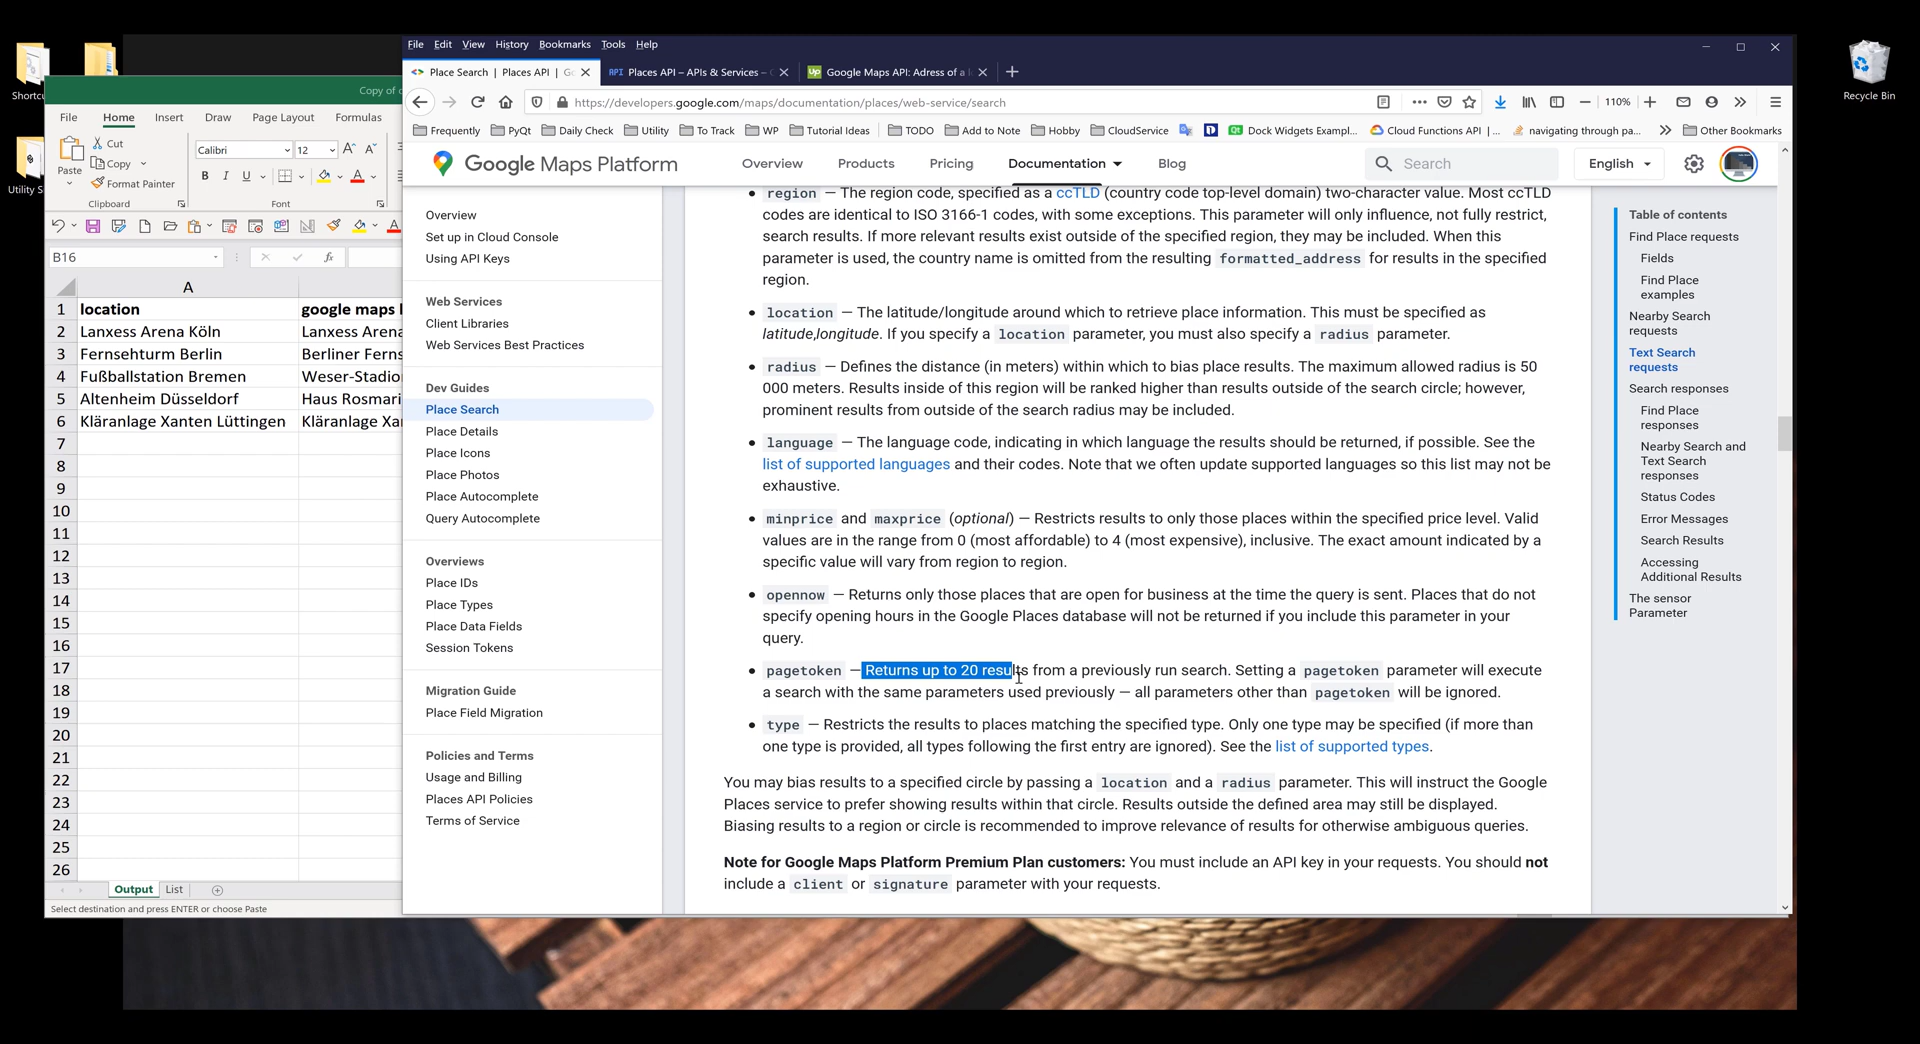 File Edit View History Bookmarks Tools Help
Place Search | Places API | G
Places API – APIs & Services –
Google Maps API: Adress of a l
https://developers.google.com/maps/documentation/places/web-service/search
110%
Frequently PyQt Daily Check Utility To Track WP Tutorial Ideas TODO Add to Note Hobby CloudService Dock Widgets Exampl... Cloud Functions API | ... navigating through pa... Other Bookmarks
Google Maps Platform
Overview Products Pricing Documentation Blog
Search
English
Recycle Bin
Shortcu
Utility S
Copy of
File Home Insert Draw Page Layout Formulas
Paste
Cut
Copy
Format Painter
Calibri 12
B I U
Clipboard Font
B16
fx
A
1 location google maps
2 Lanxess Arena Köln Lanxess Arena
3 Fernsehturm Berlin Berliner Ferns
4 Fußballstation Bremen Weser-Stadio
5 Altenheim Düsseldorf Haus Rosmari
6 Kläranlage Xanten Lüttingen Kläranlage Xa
7
8
9
10
11
12
13
14
15
16
17
18
19
20
21
22
23
24
25
26
Output List
Select destination and press ENTER or choose Paste
Overview
Set up in Cloud Console
Using API Keys
Web Services
Client Libraries
Web Services Best Practices
Dev Guides
Place Search
Place Details
Place Icons
Place Photos
Place Autocomplete
Query Autocomplete
Overviews
Place IDs
Place Types
Place Data Fields
Session Tokens
Migration Guide
Place Field Migration
Policies and Terms
Usage and Billing
Places API Policies
Terms of Service
region — The region code, specified as a ccTLD (country code top-level domain) two-character value. Most ccTLD
codes are identical to ISO 3166-1 codes, with some exceptions. This parameter will only influence, not fully restrict,
search results. If more relevant results exist outside of the specified region, they may be included. When this
parameter is used, the country name is omitted from the resulting formatted_address for results in the specified
region.
location — The latitude/longitude around which to retrieve place information. This must be specified as
latitude,longitude. If you specify a location parameter, you must also specify a radius parameter.
radius — Defines the distance (in meters) within which to bias place results. The maximum allowed radius is 50
000 meters. Results inside of this region will be ranked higher than results outside of the search circle; however,
prominent results from outside of the search radius may be included.
language — The language code, indicating in which language the results should be returned, if possible. See the
list of supported languages and their codes. Note that we often update supported languages so this list may not be
exhaustive.
minprice and maxprice (optional) — Restricts results to only those places within the specified price level. Valid
values are in the range from 0 (most affordable) to 4 (most expensive), inclusive. The exact amount indicated by a
specific value will vary from region to region.
opennow — Returns only those places that are open for business at the time the query is sent. Places that do not
specify opening hours in the Google Places database will not be returned if you include this parameter in your
query.
pagetoken — Returns up to 20 results from a previously run search. Setting a pagetoken parameter will execute
a search with the same parameters used previously — all parameters other than pagetoken will be ignored.
type — Restricts the results to places matching the specified type. Only one type may be specified (if more than
one type is provided, all types following the first entry are ignored). See the list of supported types.
You may bias results to a specified circle by passing a location and a radius parameter. This will instruct the Google
Places service to prefer showing results within that circle. Results outside the defined area may still be displayed.
Biasing results to a region or circle is recommended to improve relevance of results for otherwise ambiguous queries.
Note for Google Maps Platform Premium Plan customers: You must include an API key in your requests. You should not
include a client or signature parameter with your requests.
Table of contents
Find Place requests
Fields
Find Place
examples
Nearby Search
requests
Text Search
requests
Search responses
Find Place
responses
Nearby Search and
Text Search
responses
Status Codes
Error Messages
Search Results
Accessing
Additional Results
The sensor
Parameter